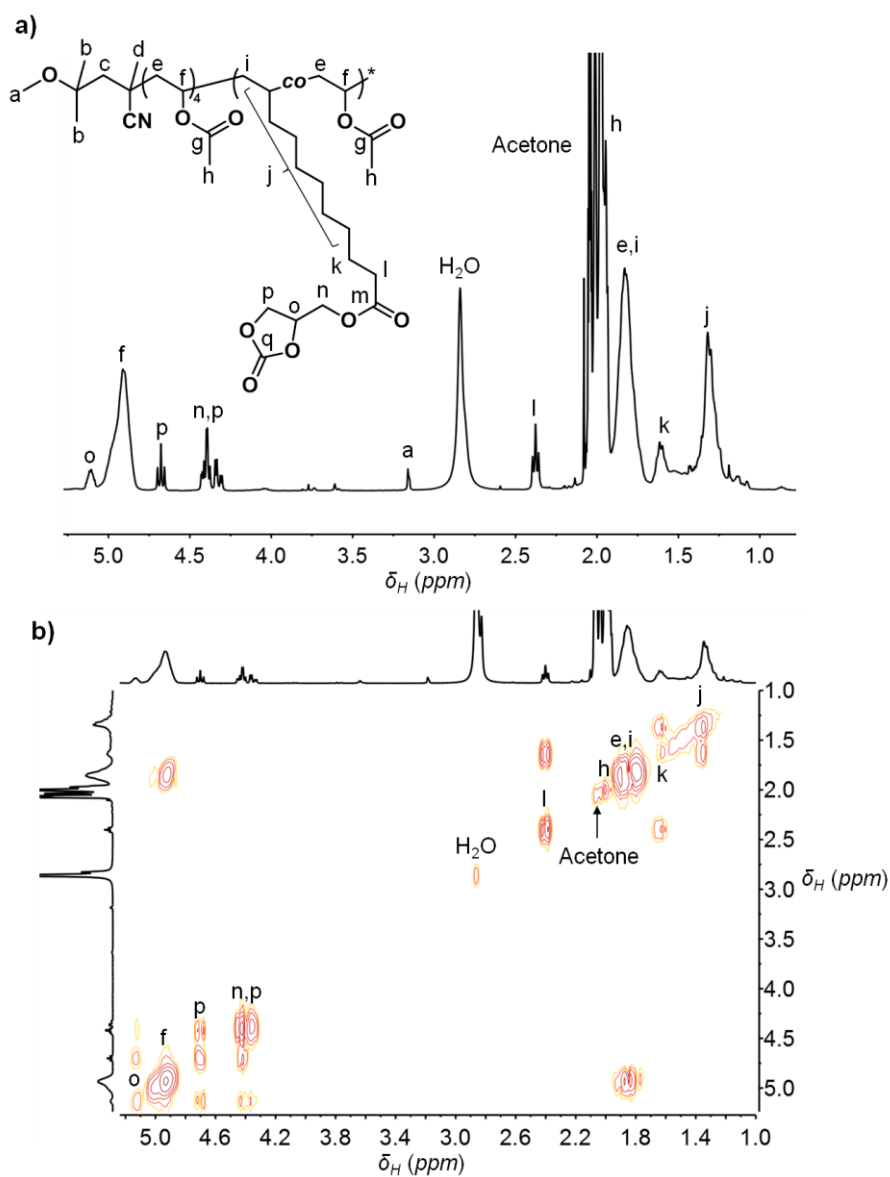 a)
b d e f i e f
c co *
O 4
a CN O O O O
b g g
h h
j
k l
p n m
o
O O O
q O
O
Acetone
h
H₂O
e,i
j
f
n,p
p
o a l k
5.0 4.5 4.0 3.5 3.0 2.5 2.0 1.5 1.0
δH (ppm)
b)
j 1.0
e,i 1.5
h k
l 2.0
H₂O Acetone 2.5
δH (ppm) 3.0
3.5
n,p 4.0
p
f 4.5
o 5.0
5.0 4.6 4.2 3.8 3.4 3.0 2.6 2.2 1.8 1.4 1.0
δH (ppm)